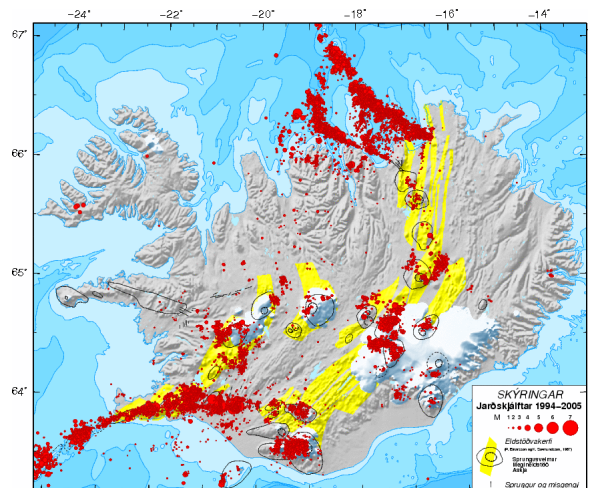 −24° −22° −20° −18° −16° −14°
67°
66°
65°
64°
SKÝRINGAR
Jarðskjálftar 1994−2005
M 1 2 3 4 5 6 7
Eldstöðvakerfi
Sprungusveimur
Megineldstöð
Askja
Sprungur og misgengi